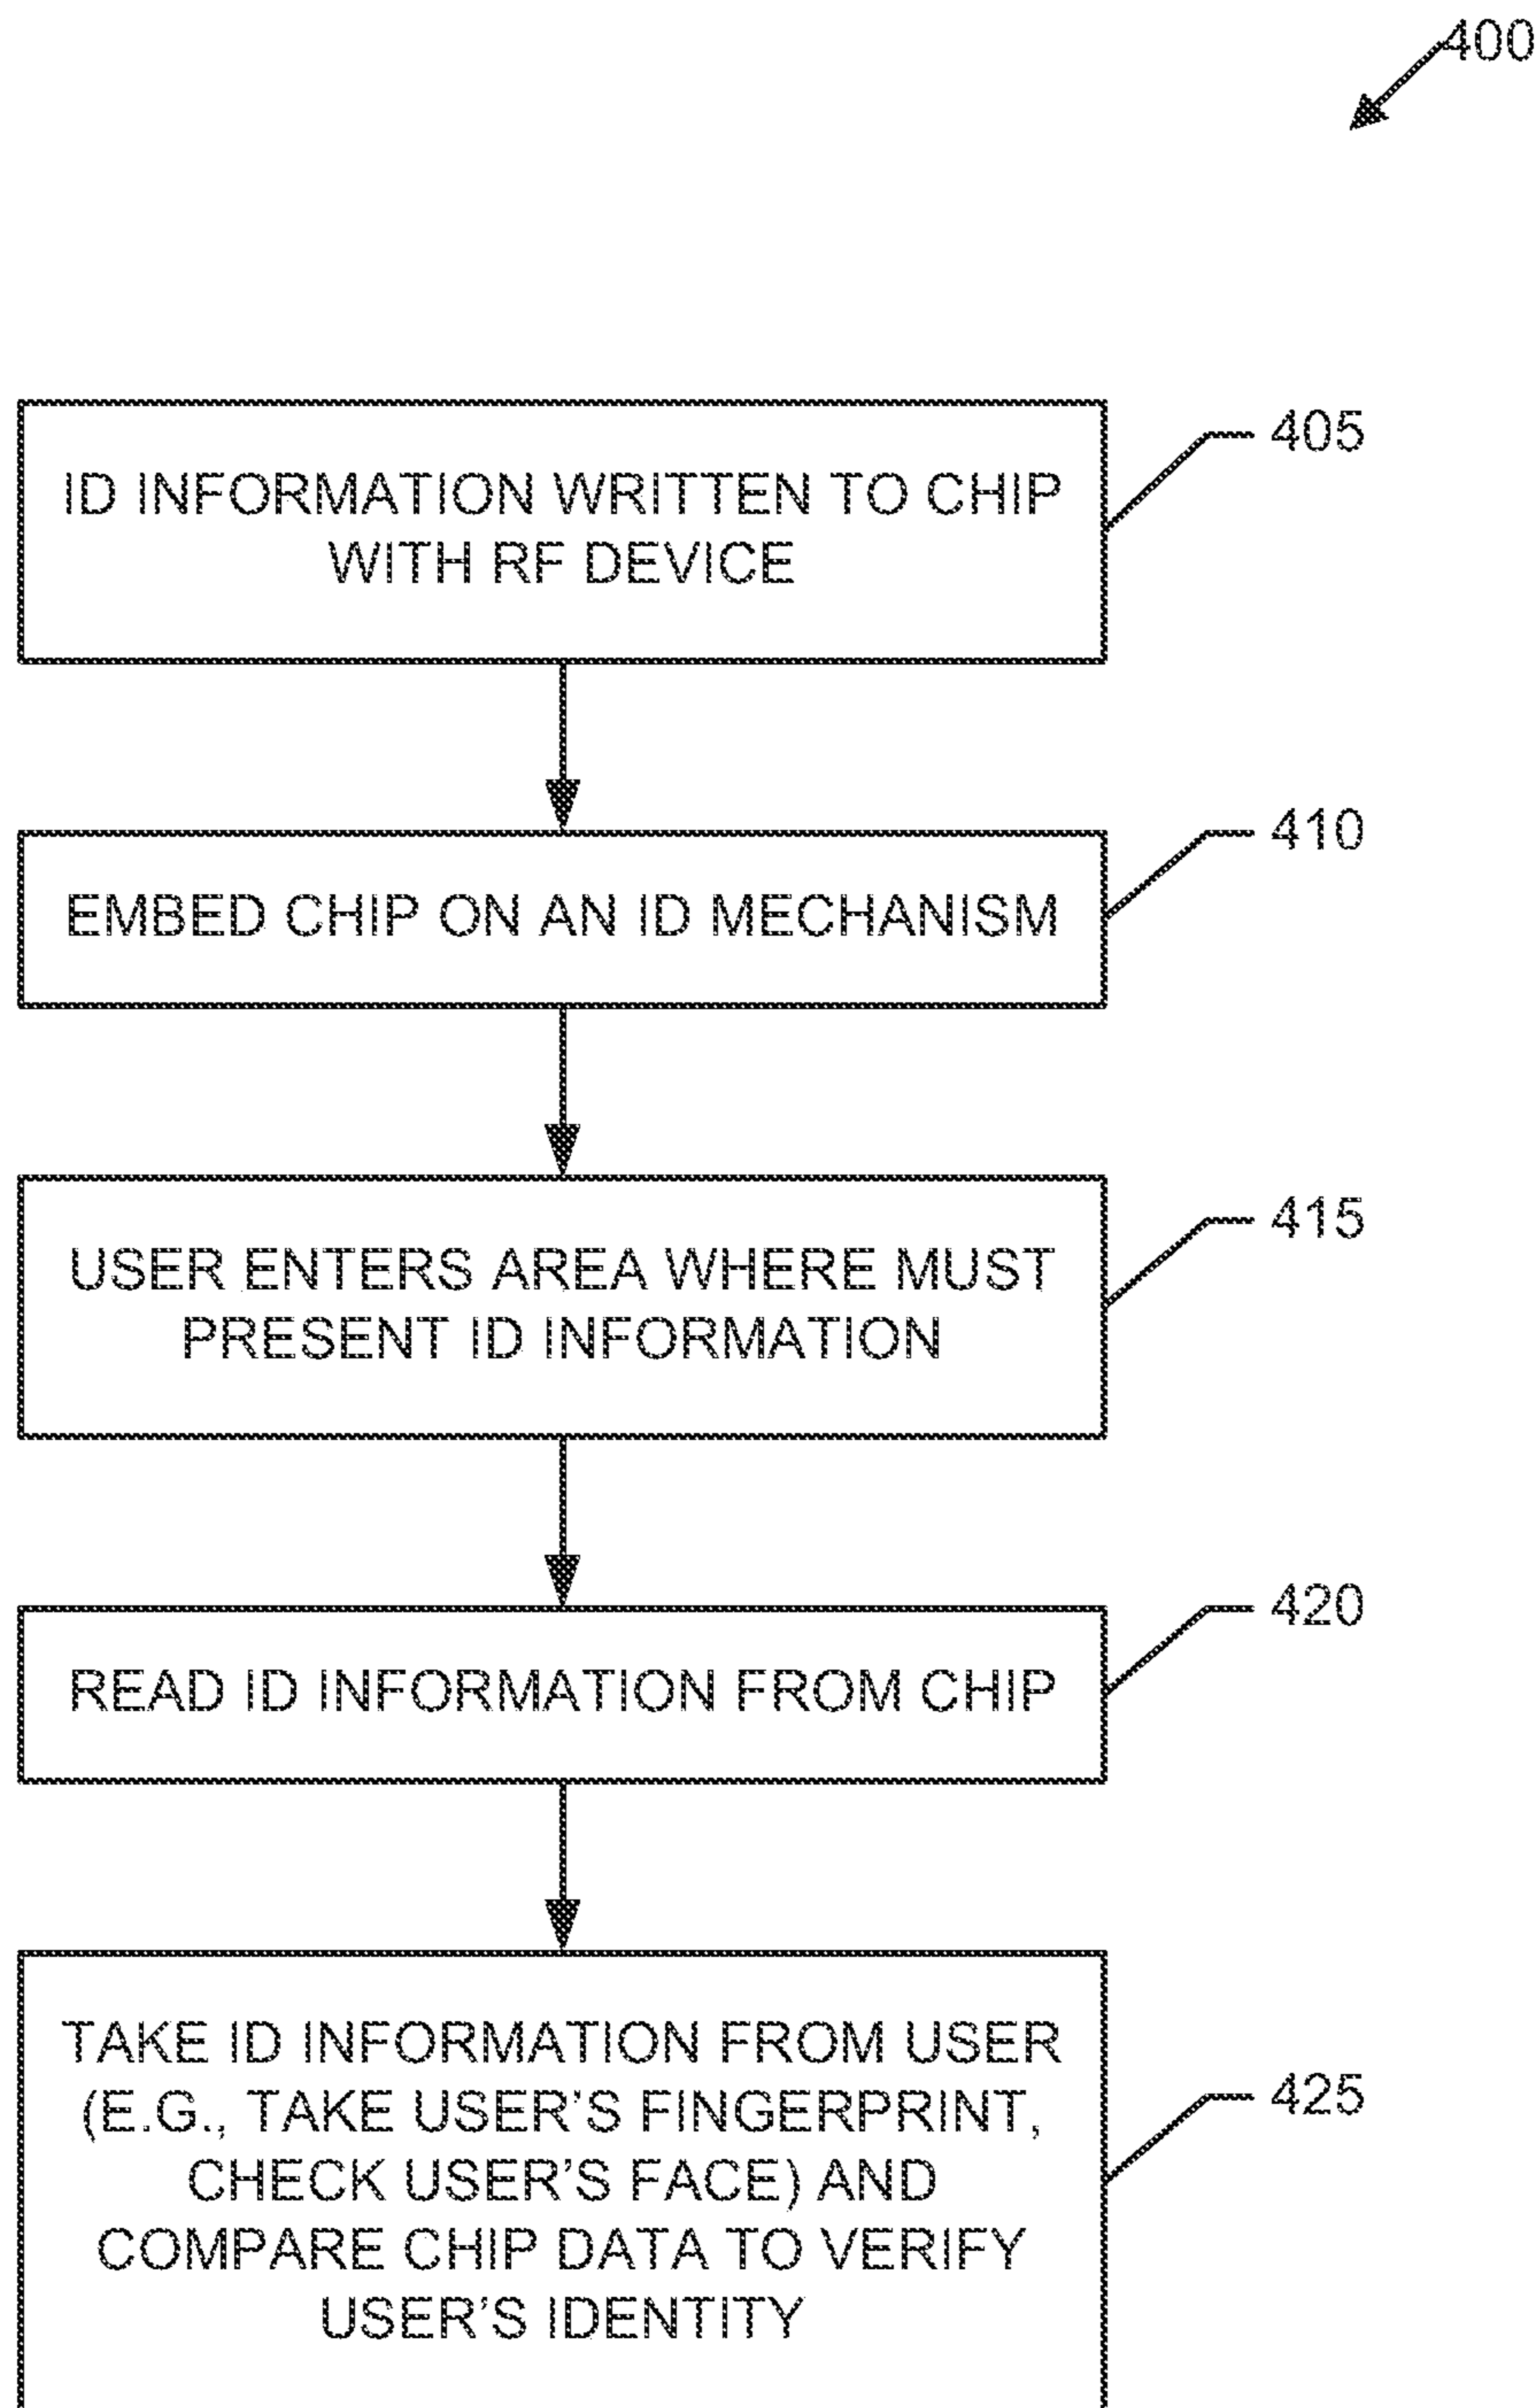 400
ID INFORMATION WRITTEN TO CHIP
WITH RF DEVICE
405
EMBED CHIP ON AN ID MECHANISM
410
USER ENTERS AREA WHERE MUST
PRESENT ID INFORMATION
415
READ ID INFORMATION FROM CHIP
420
TAKE ID INFORMATION FROM USER
(E.G., TAKE USER'S FINGERPRINT,
CHECK USER'S FACE) AND
COMPARE CHIP DATA TO VERIFY
USER'S IDENTITY
425